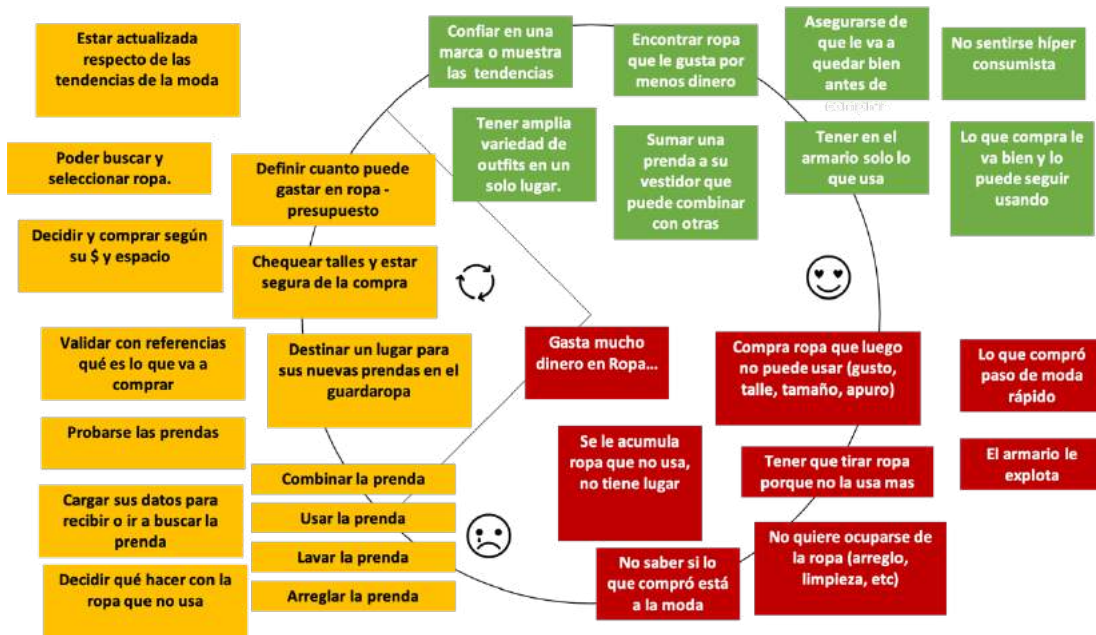 Estar actualizada
respecto de las
tendencias de la moda
Poder buscar y
seleccionar ropa.
Decidir y comprar según
su $ y espacio
Validar con referencias
qué es lo que va a
comprar
Probarse las prendas
Cargar sus datos para
recibir o ir a buscar la
prenda
Decidir qué hacer con la
ropa que no usa
Definir cuanto puede
gastar en ropa -
presupuesto
Chequear talles y estar
segura de la compra
Destinar un lugar para
sus nuevas prendas en el
guardaropa
Combinar la prenda
Usar la prenda
Lavar la prenda
Arreglar la prenda
Confiar en una
marca o muestra
las tendencias
Encontrar ropa
que le gusta por
menos dinero
Asegurarse de
que le va a
quedar bien
antes de
No sentirse híper
consumista
Tener amplia
variedad de
outfits en un
solo lugar.
Sumar una
prenda a su
vestidor que
puede combinar
con otras
Tener en el
armario solo lo
que usa
Lo que compra le
va bien y lo
puede seguir
usando
Gasta mucho
dinero en Ropa...
Compra ropa que luego
no puede usar (gusto,
talle, tamaño, apuro)
Lo que compró
paso de moda
rápido
Se le acumula
ropa que no usa,
no tiene lugar
Tener que tirar ropa
porque no la usa mas
El armario le
explota
No saber si lo
que compró está
a la moda
No quiere ocuparse de
la ropa (arreglo,
limpieza, etc)